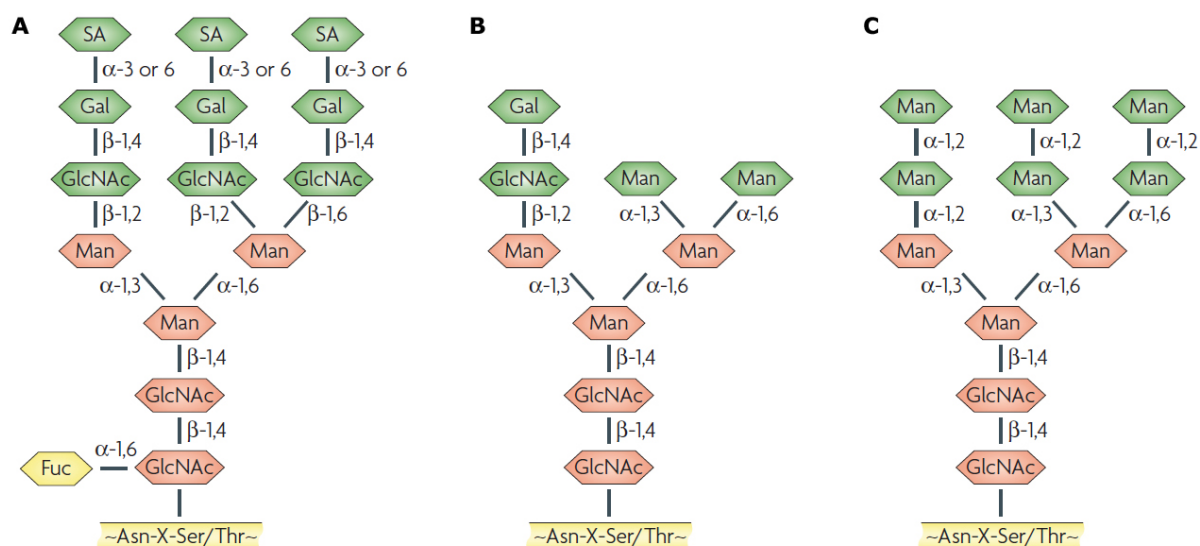 A B C
SA SA SA
α-3 or 6 α-3 or 6 α-3 or 6
Gal Gal Gal Gal Man Man Man
β-1,4 β-1,4 β-1,4 β-1,4 α-1,2 α-1,2 α-1,2
GlcNAc GlcNAc GlcNAc GlcNAc Man Man Man Man Man
β-1,2 β-1,2 β-1,6 β-1,2 α-1,3 α-1,6 α-1,2 α-1,3 α-1,6
Man Man Man Man Man Man
α-1,3 α-1,6 α-1,3 α-1,6 α-1,3 α-1,6
Man Man Man
β-1,4 β-1,4 β-1,4
GlcNAc GlcNAc GlcNAc
β-1,4 β-1,4 β-1,4
α-1,6
Fuc GlcNAc GlcNAc GlcNAc
~Asn-X-Ser/Thr~ ~Asn-X-Ser/Thr~ ~Asn-X-Ser/Thr~